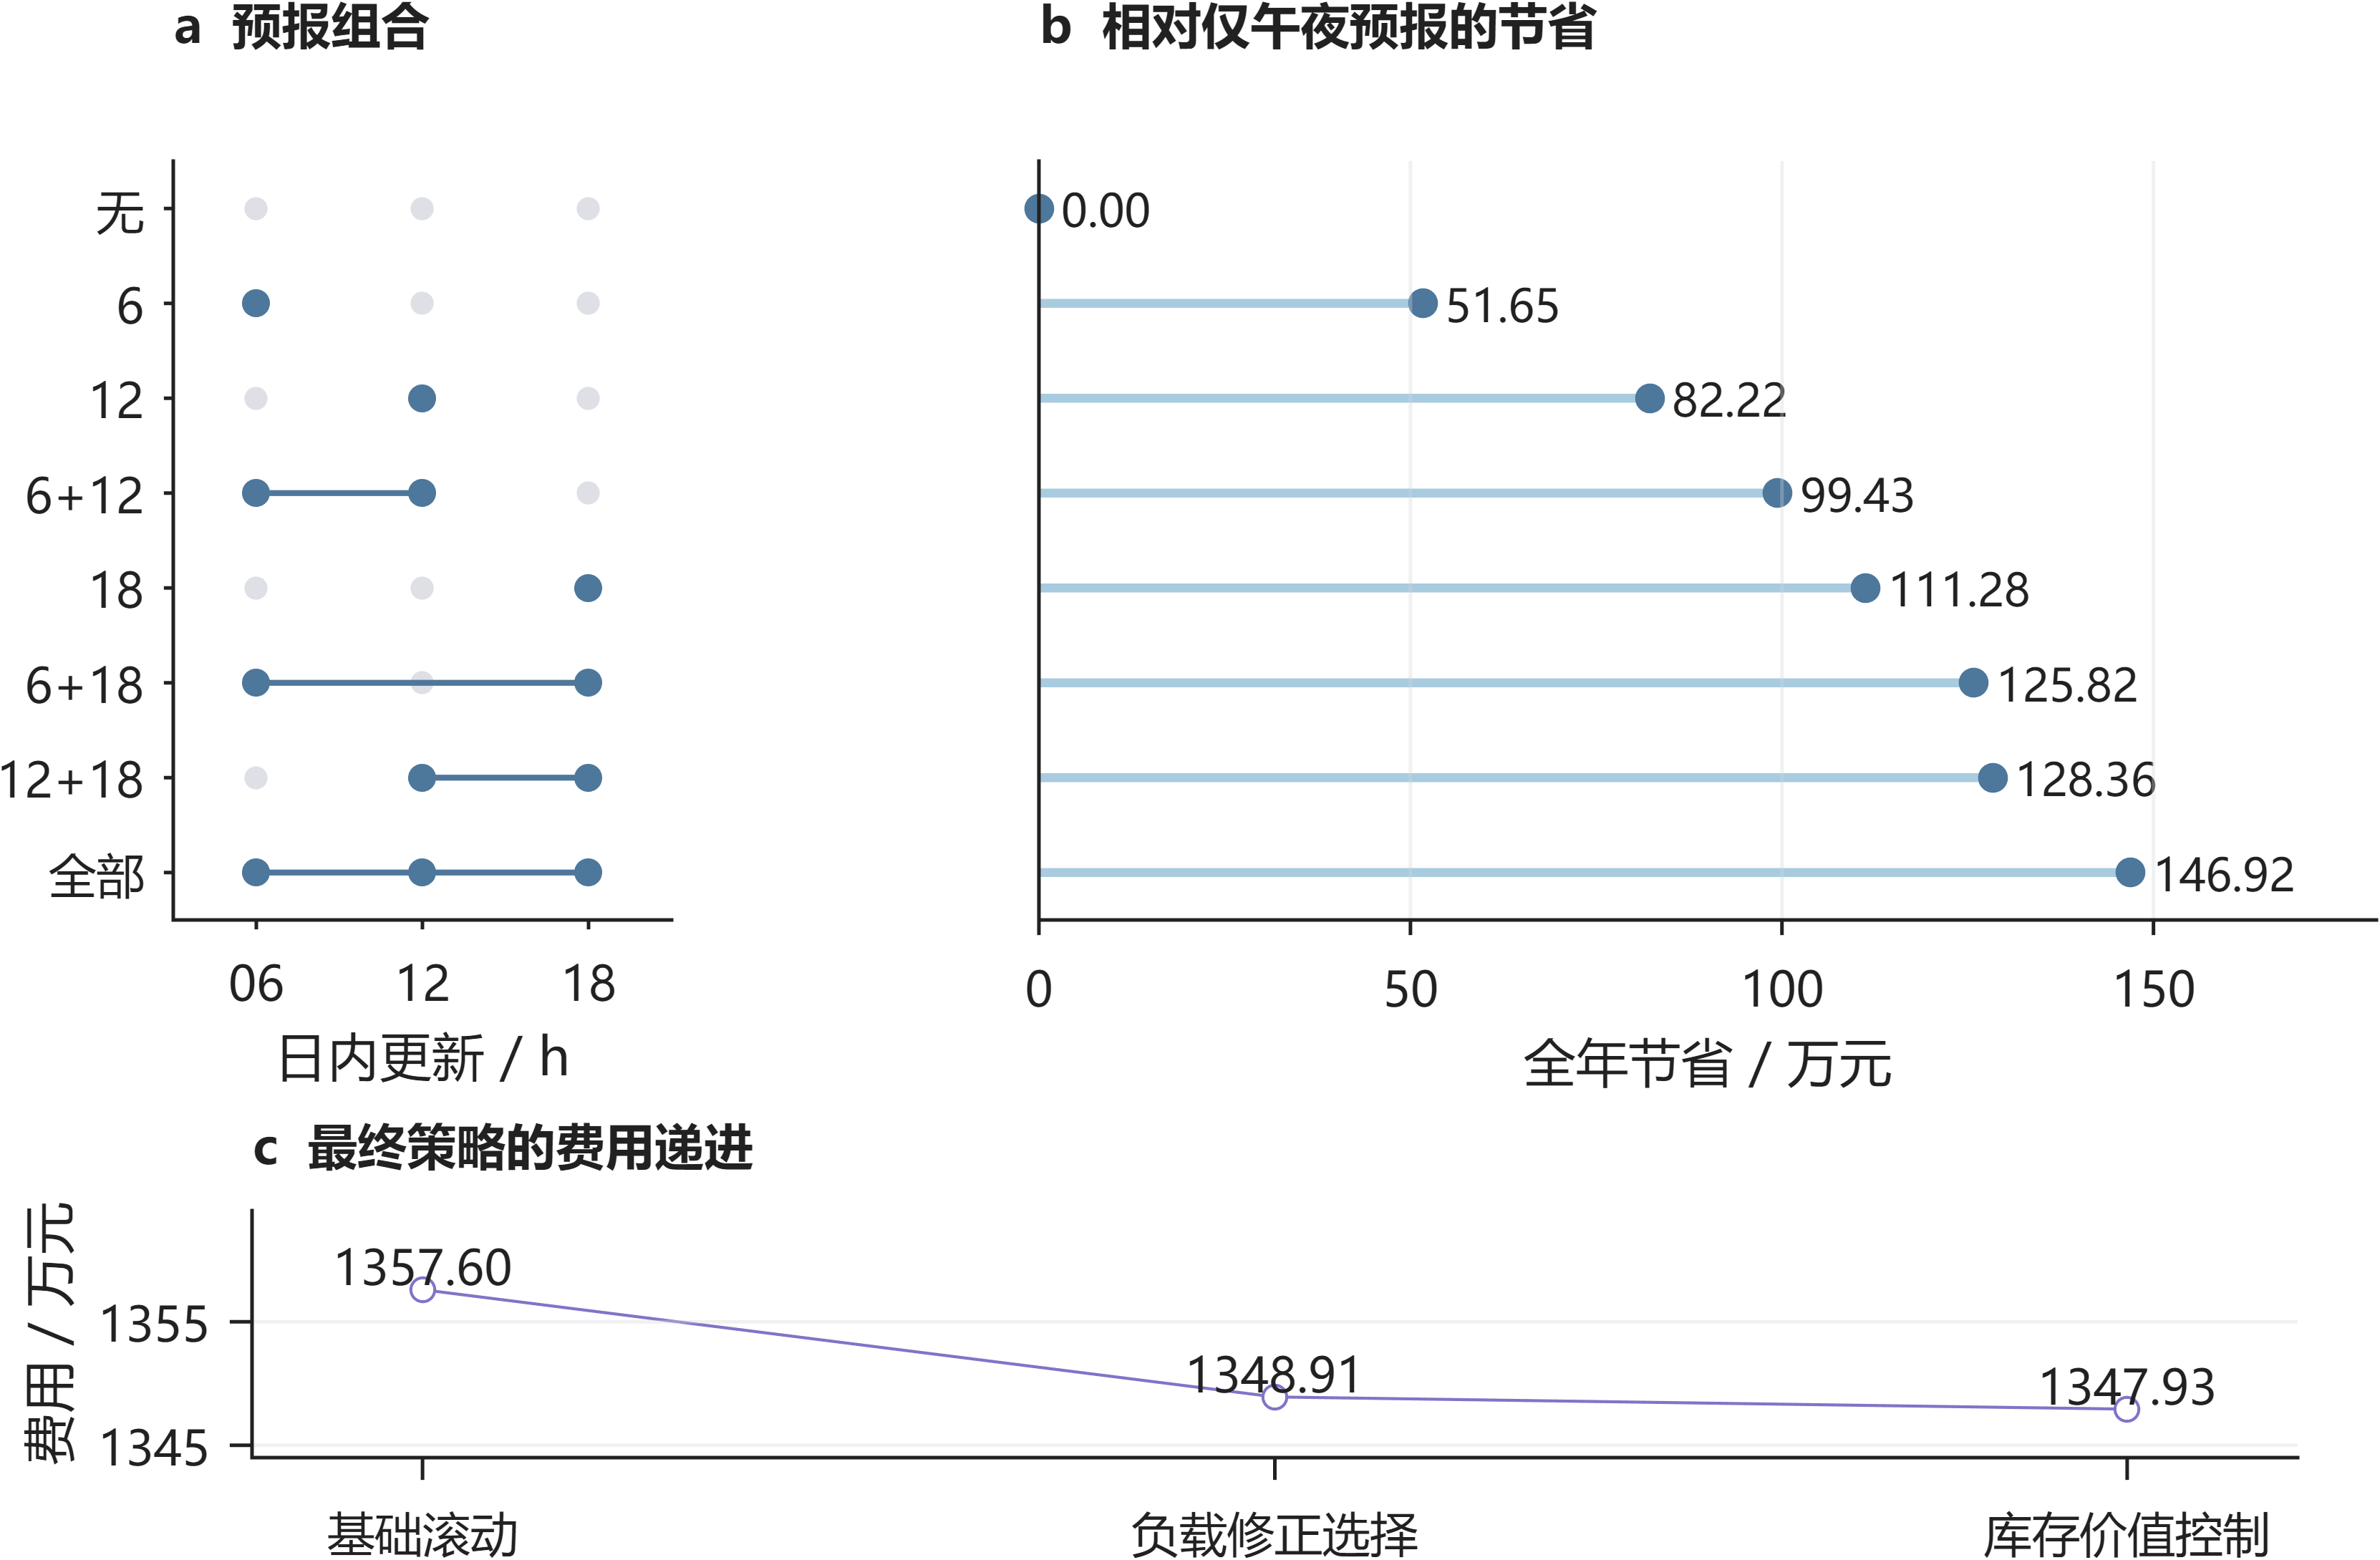 a 预报组合
b 相对仅午夜预报的节省
无
6
12
6+12
18
6+18
12+18
全部
06 12 18
日内更新 / h
0.00
51.65
82.22
99.43
111.28
125.82
128.36
146.92
0 50 100 150
全年节省 / 万元
c 最终策略的费用递进
费用 / 万元
1355
1345
1357.60
1348.91
1347.93
基础滚动 负载修正选择 库存价值控制